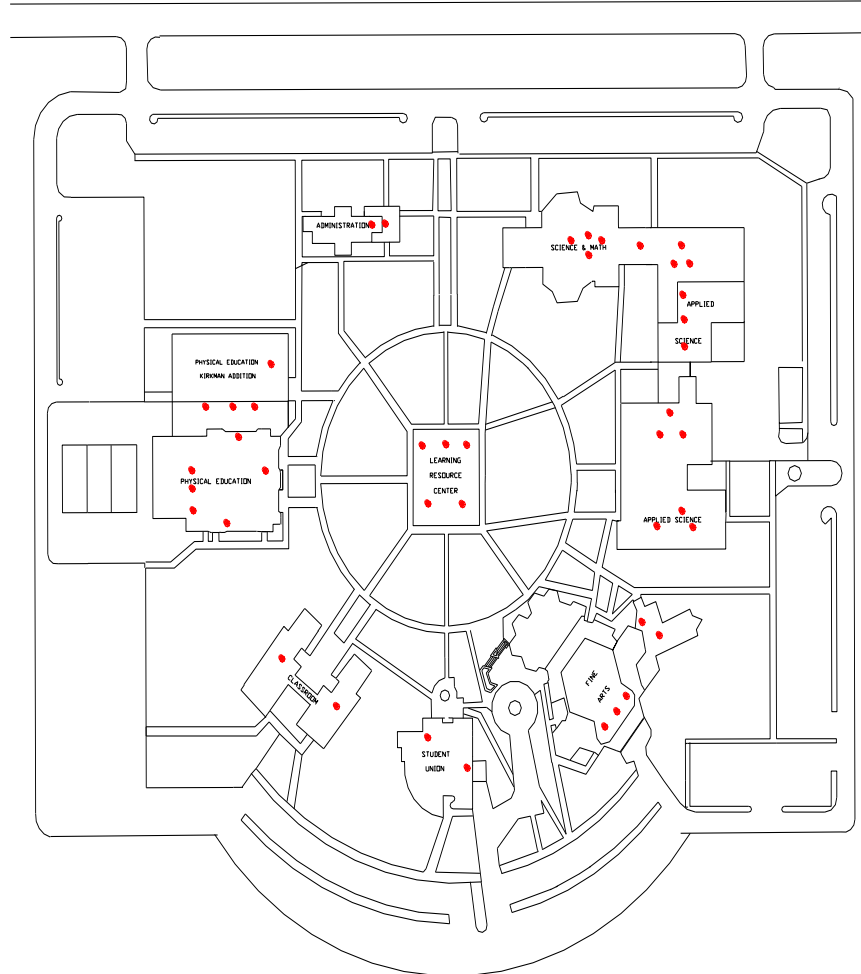 ADMINISTRATION
SCIENCE & MATH
APPLIED
SCIENCE
PHYSICAL EDUCATION
KIRKMAN ADDITION
LEARNING
RESOURCE
CENTER
PHYSICAL EDUCATION
APPLIED SCIENCE
CLASSROOM
FINE
ARTS
STUDENT
UNION